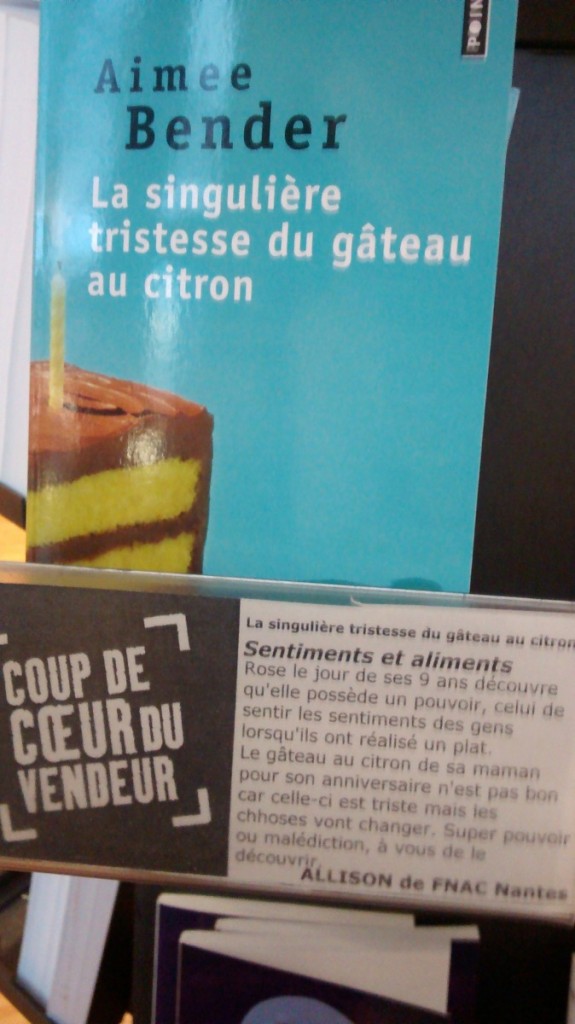 POIN
Aimee
Bender
La singulière
tristesse du gâteau
au citron
COUP DE
CŒUR DU
VENDEUR
La singulière tristesse du gâteau au citron
Sentiments et aliments
Rose le jour de ses 9 ans découvre
qu'elle possède un pouvoir, celui de
sentir les sentiments des gens
lorsqu'ils ont réalisé un plat.
Le gâteau au citron de sa maman
pour son anniversaire n'est pas bon
car celle-ci est triste mais les
chhoses vont changer. Super pouvoir
ou malédiction, à vous de le
découvrir.
ALLISON de FNAC Nantes